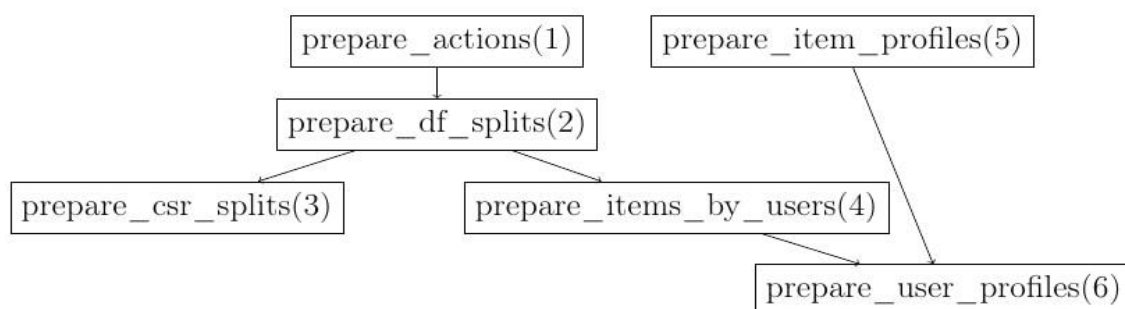 prepare_actions(1)
prepare_item_profiles(5)
prepare_df_splits(2)
prepare_csr_splits(3)
prepare_items_by_users(4)
prepare_user_profiles(6)